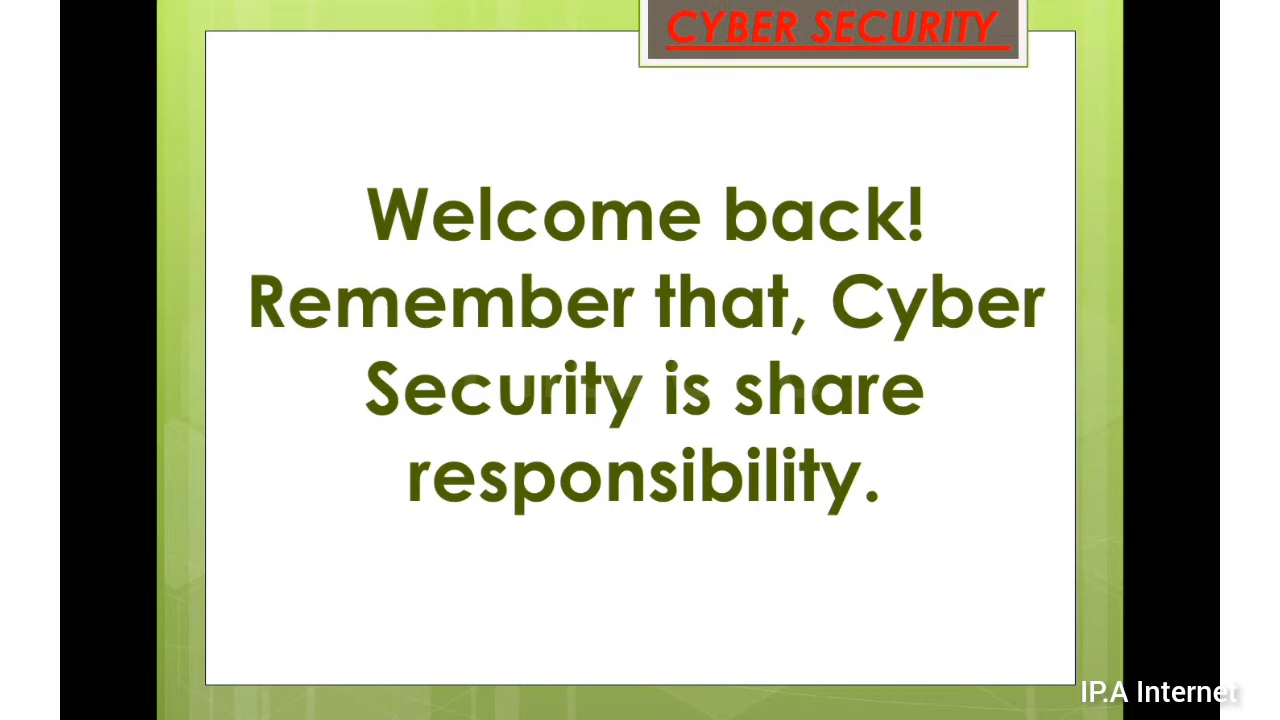 CYBER SECURITY
Welcome back!
Remember that, Cyber
Security is share
responsibility.
IP.A Internet